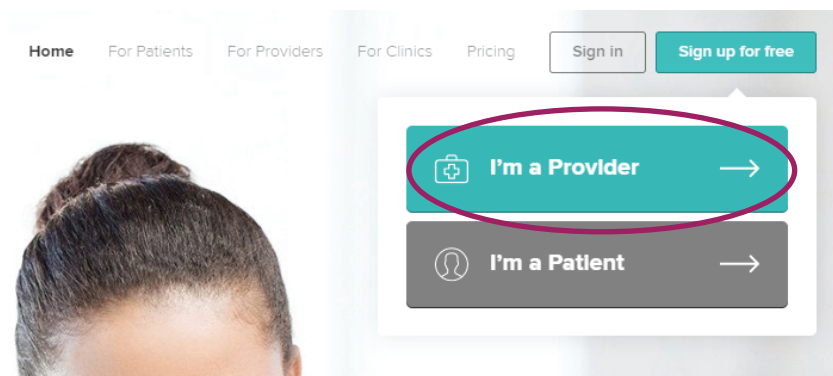 Home For Patients For Providers For Clinics Pricing Sign in Sign up for free
I'm a Provider
I'm a Patient